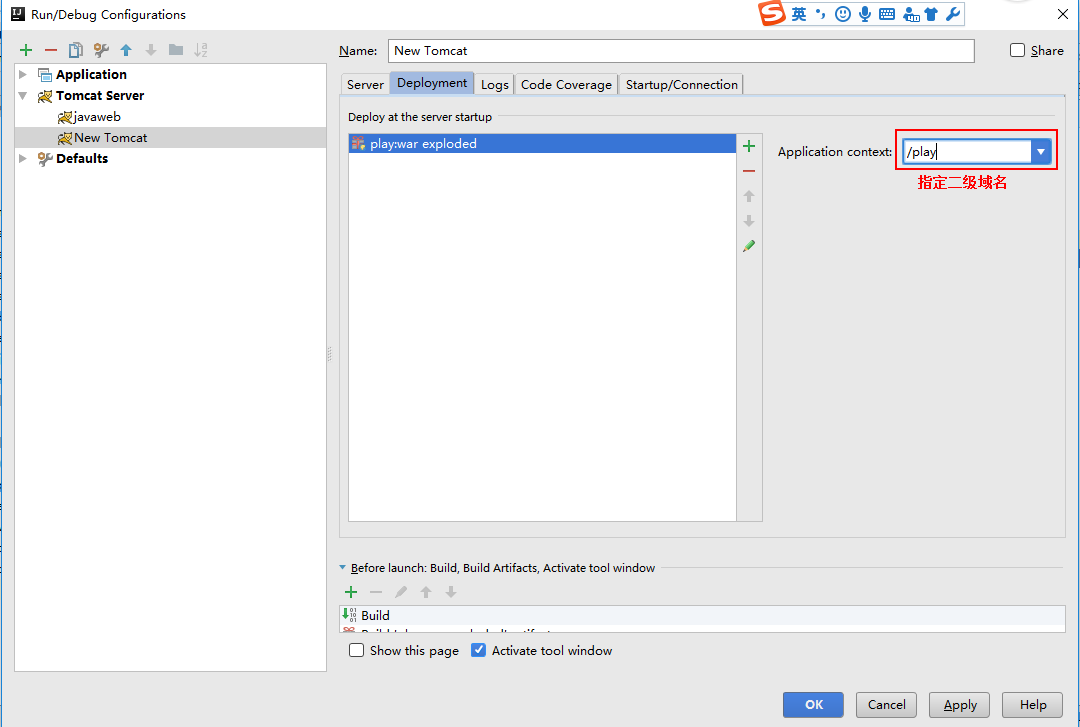 Run/Debug Configurations
英
Name: New Tomcat
Share
Application
Tomcat Server
javaweb
New Tomcat
Defaults
Server Deployment Logs Code Coverage Startup/Connection
Deploy at the server startup
play:war exploded
Application context: /play
指定二级域名
Before launch: Build, Build Artifacts, Activate tool window
Build
Show this page Activate tool window
OK Cancel Apply Help